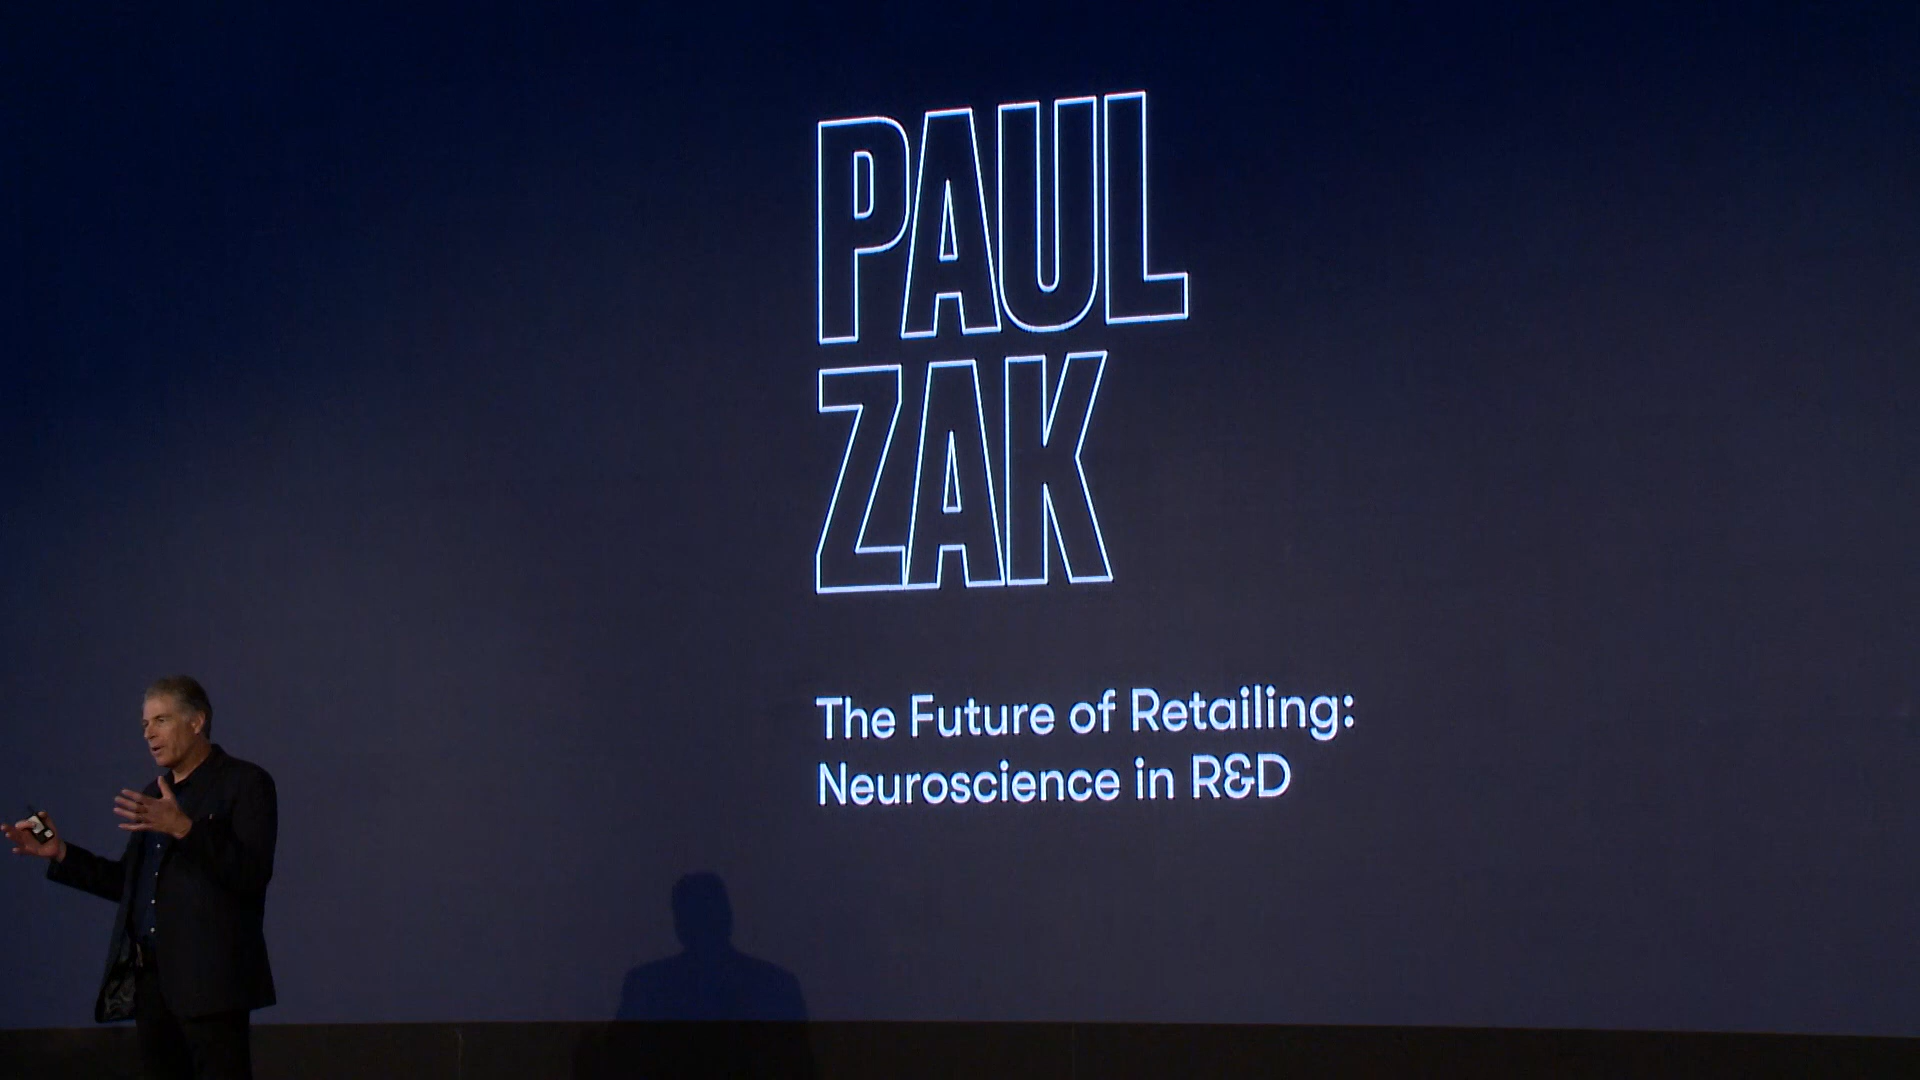 PAUL
ZAK
The Future of Retailing:
Neuroscience in R&D